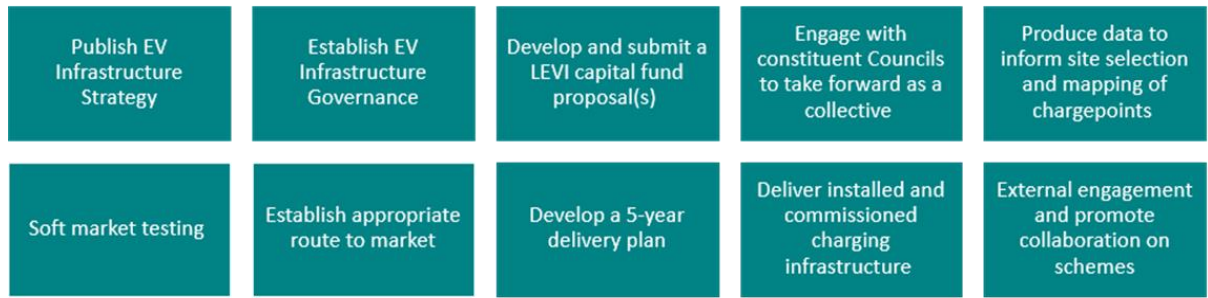 Publish EV
Infrastructure
Strategy
Establish EV
Infrastructure
Governance
Develop and submit a
LEVI capital fund
proposal(s)
Engage with
constituent Councils
to take forward as a
collective
Produce data to
inform site selection
and mapping of
chargepoints
Soft market testing
Establish appropriate
route to market
Develop a 5-year
delivery plan
Deliver installed and
commissioned
charging
infrastructure
External engagement
and promote
collaboration on
schemes